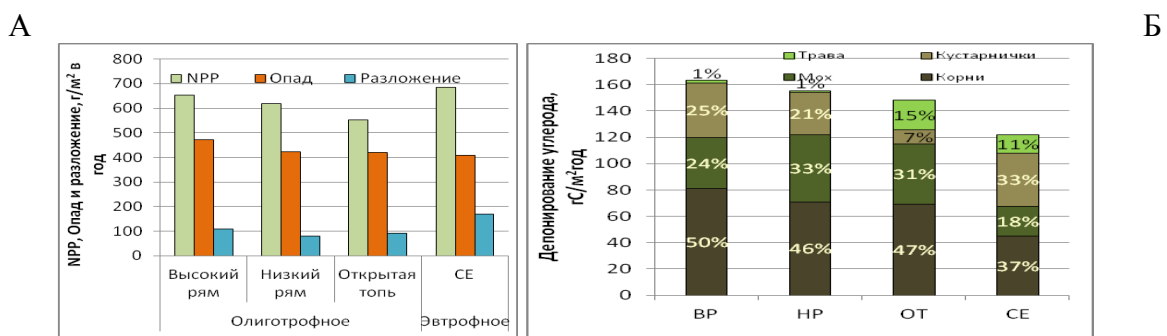 А
Б
NPP, Опад и разложение, г/м² в
год
800
700
600
500
400
300
200
100
0
NPP
Опад
Разложение
Высокий
рям
Низкий
рям
Открытая
топь
СЕ
Олиготрофное
Эвтрофное
Депонирование углерода,
гС/м²год
180
160
140
120
100
80
60
40
20
0
Трава
Кустарнички
Мох
Корни
1%
25%
24%
50%
1%
21%
33%
46%
15%
7%
31%
47%
11%
33%
18%
37%
ВР
НР
ОТ
СЕ